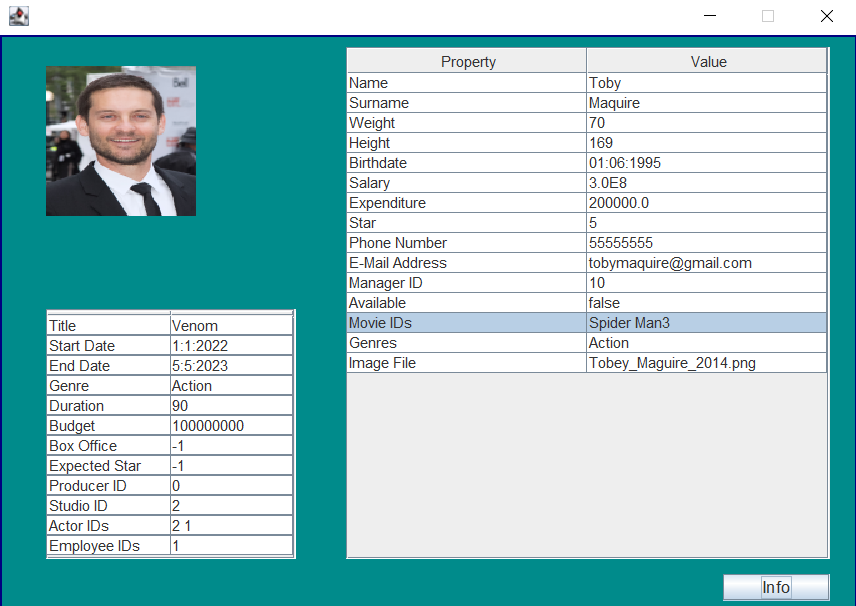 Property Value
Name Toby
Surname Maquire
Weight 70
Height 169
Birthdate 01:06:1995
Salary 3.0E8
Expenditure 200000.0
Star 5
Phone Number 55555555
E-Mail Address tobymaquire@gmail.com
Manager ID 10
Available false
Movie IDs Spider Man3
Genres Action
Image File Tobey_Maguire_2014.png
Title Venom
Start Date 1:1:2022
End Date 5:5:2023
Genre Action
Duration 90
Budget 100000000
Box Office -1
Expected Star -1
Producer ID 0
Studio ID 2
Actor IDs 2 1
Employee IDs 1
Info